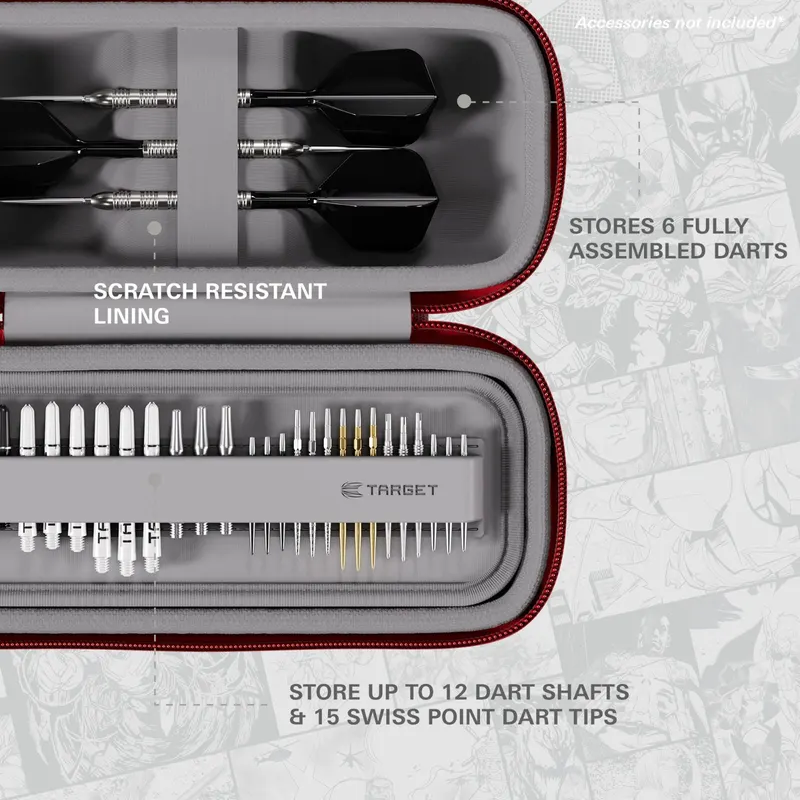 Accessories not included*
STORES 6 FULLY
ASSEMBLED DARTS
SCRATCH RESISTANT
LINING
TARGET
STORE UP TO 12 DART SHAFTS
& 15 SWISS POINT DART TIPS